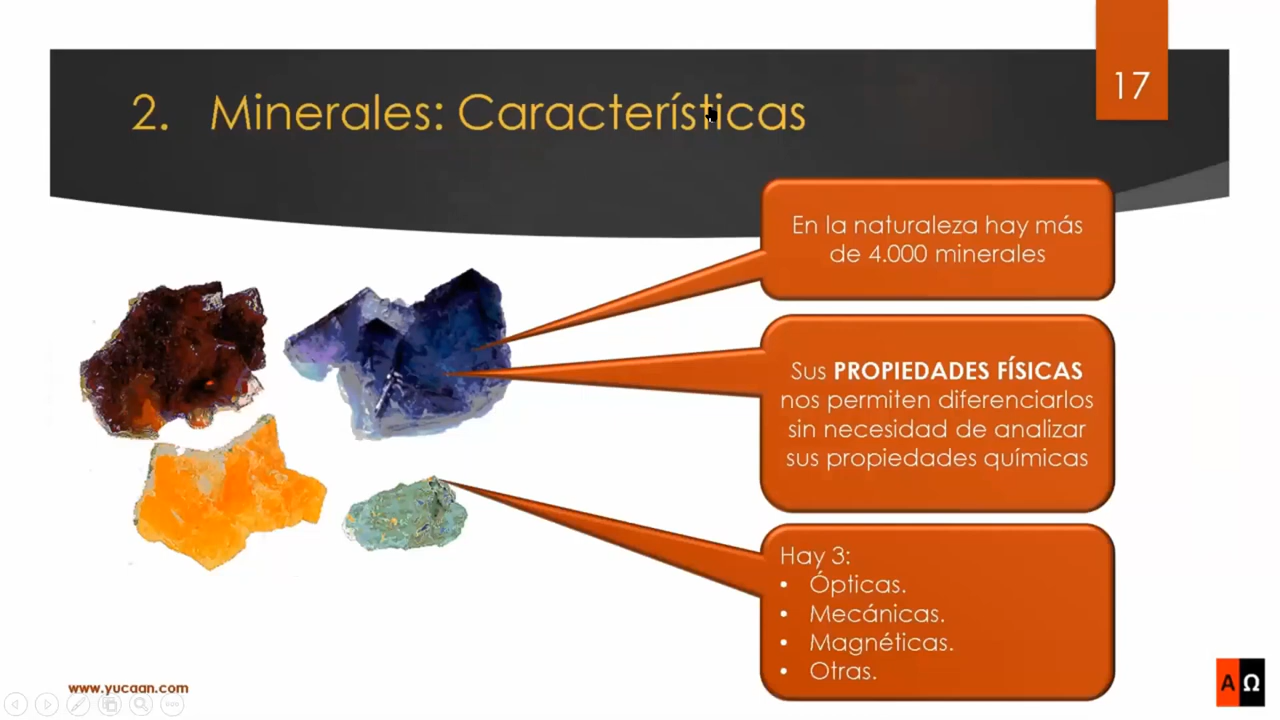 17
2. Minerales: Características
En la naturaleza hay más
de 4.000 minerales
Sus PROPIEDADES FÍSICAS
nos permiten diferenciarlos
sin necesidad de analizar
sus propiedades químicas
Hay 3:
• Ópticas.
• Mecánicas.
• Magnéticas.
• Otras.
www.yucaan.com
ΑΩ